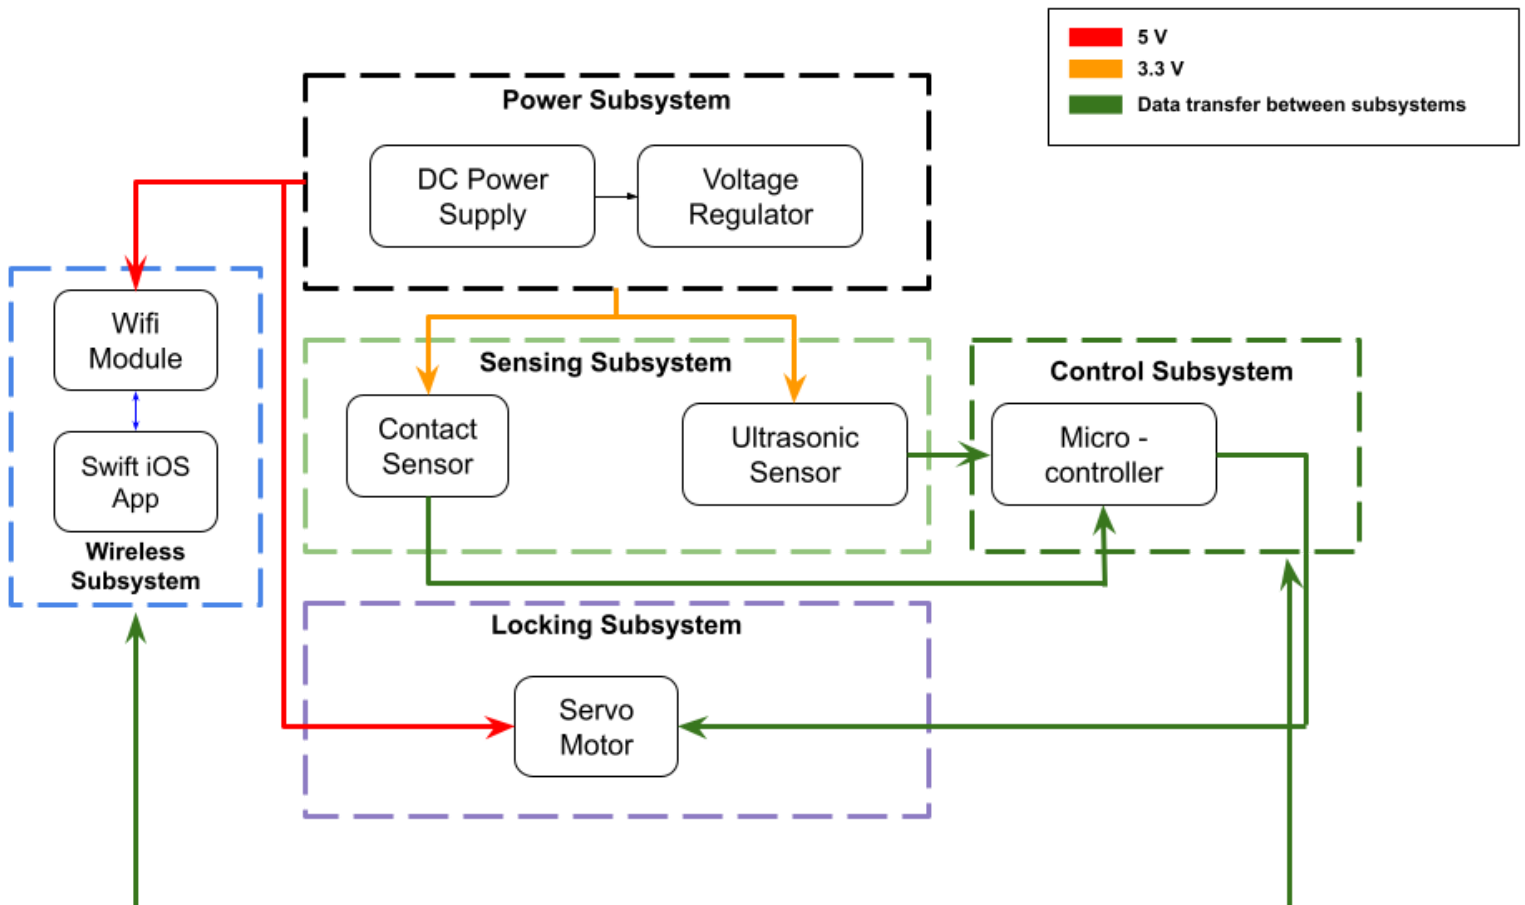 5 V
3.3 V
Data transfer between subsystems
Power Subsystem
DC Power
Supply
Voltage
Regulator
Wifi
Module
Swift iOS
App
Wireless
Subsystem
Sensing Subsystem
Contact
Sensor
Ultrasonic
Sensor
Control Subsystem
Micro -
controller
Locking Subsystem
Servo
Motor